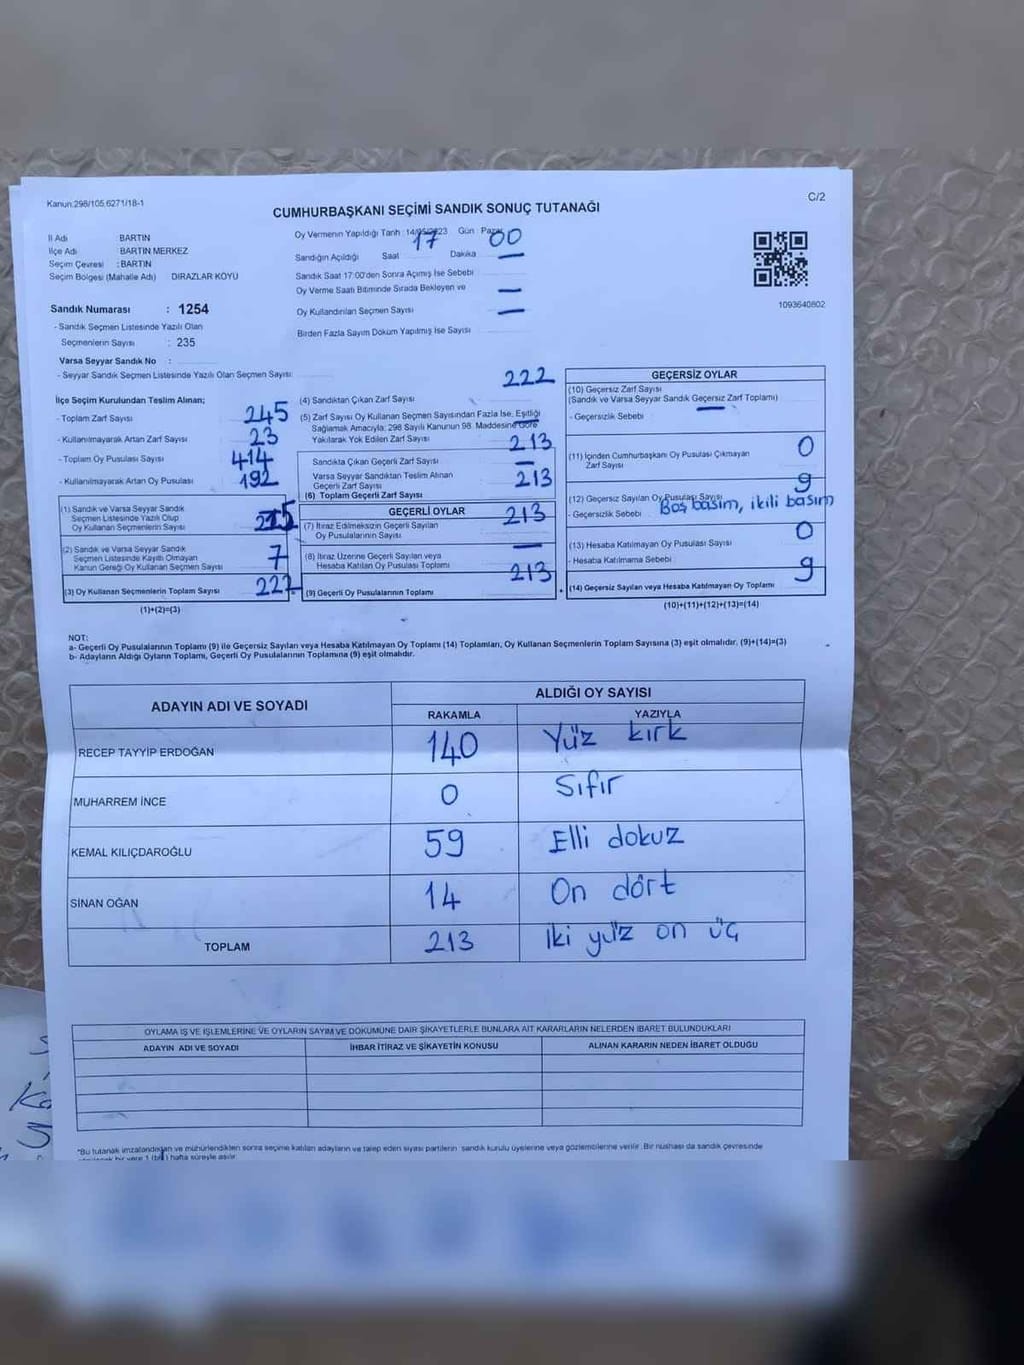 Kanun:298/105,6271/18-1
C/2
CUMHURBAŞKANI SEÇİMİ SANDIK SONUÇ TUTANAĞI
İl Adı BARTIN
İlçe Adı : BARTIN MERKEZ
Seçim Çevresi : BARTIN
Seçim Bölgesi (Mahalle Adı) DIRAZLAR KÖYÜ
Oy Vermenin Yapıldığı Tarih : 14/05/2023 Gün : Pazar
Sandığın Açıldığı Saat 17 Dakika 00
Sandık Saat 17:00'den Sonra Açılmış İse Sebebi —
Oy Verme Saati Bitiminde Sırada Bekleyen ve
Oy Kullandırılan Seçmen Sayısı —
Birden Fazla Sayım Döküm Yapılmış İse Sayısı —
1093640802
Sandık Numarası : 1254
- Sandık Seçmen Listesinde Yazılı Olan
Seçmenlerin Sayısı : 235
Varsa Seyyar Sandık No :
- Seyyar Sandık Seçmen Listesinde Yazılı Olan Seçmen Sayısı:
İlçe Seçim Kurulundan Teslim Alınan;
- Toplam Zarf Sayısı 245
- Kullanılmayarak Artan Zarf Sayısı 23
- Toplam Oy Pusulası Sayısı 414
- Kullanılmayarak Artan Oy Pusulası 192
(1) Sandık ve Varsa Seyyar Sandık
Seçmen Listesinde Yazılı Olup
Oy Kullanan Seçmenlerin Sayısı
(2) Sandık ve Varsa Seyyar Sandık
Seçmen Listesinde Kayıtlı Olmayan
Kanun Gereği Oy Kullanan Seçmen Sayısı 7
(3) Oy Kullanan Seçmenlerin Toplam Sayısı 222
(1)+(2)=(3)
(4) Sandıktan Çıkan Zarf Sayısı 222
(5) Zarf Sayısı Oy Kullanan Seçmen Sayısından Fazla İse, Eşitliği
Sağlamak Amacıyla; 298 Sayılı Kanunun 98. Maddesine Göre
Yakılarak Yok Edilen Zarf Sayısı —
Sandıkta Çıkan Geçerli Zarf Sayısı 213
Varsa Seyyar Sandıktan Teslim Alınan
Geçerli Zarf Sayısı —
(6) Toplam Geçerli Zarf Sayısı 213
GEÇERLİ OYLAR
(7) İtiraz Edilmeksizin Geçerli Sayılan
Oy Pusulalarının Sayısı 213
(8) İtiraz Üzerine Geçerli Sayılan veya
Hesaba Katılan Oy Pusulası Toplamı —
(9) Geçerli Oy Pusulalarının Toplamı 213
GEÇERSİZ OYLAR
(10) Geçersiz Zarf Sayısı
(Sandık ve Varsa Seyyar Sandık Geçersiz Zarf Toplamı)
- Geçersizlik Sebebi —
(11) İçinden Cumhurbaşkanı Oy Pusulası Çıkmayan
Zarf Sayısı 0
(12) Geçersiz Sayılan Oy Pusulası Sayısı 9
- Geçersizlik Sebebi Boş basım, ikili basım
(13) Hesaba Katılmayan Oy Pusulası Sayısı 0
- Hesaba Katılmama Sebebi
(14) Geçersiz Sayılan veya Hesaba Katılmayan Oy Toplamı 9
(10)+(11)+(12)+(13)=(14)
NOT:
a- Geçerli Oy Pusulalarının Toplamı (9) ile Geçersiz Sayılan veya Hesaba Katılmayan Oy Toplamı (14) Toplamları, Oy Kullanan Seçmenlerin Toplam Sayısına (3) eşit olmalıdır. (9)+(14)=(3)
b- Adayların Aldığı Oyların Toplamı, Geçerli Oy Pusulalarının Toplamına (9) eşit olmalıdır.
ADAYIN ADI VE SOYADI
ALDIĞI OY SAYISI
RAKAMLA YAZIYLA
RECEP TAYYİP ERDOĞAN 140 Yüz kırk
MUHARREM İNCE 0 Sıfır
KEMAL KILIÇDAROĞLU 59 Elli dokuz
SİNAN OĞAN 14 On dört
TOPLAM 213 İki yüz on üç
OYLAMA İŞ VE İŞLEMLERİNE VE OYLARIN SAYIM VE DÖKÜMÜNE DAİR ŞİKAYETLERLE BUNLARA AİT KARARLARIN NELERDEN İBARET BULUNDUKLARI
ADAYIN ADI VE SOYADI İHBAR İTİRAZ VE ŞİKAYETİN KONUSU ALINAN KARARIN NEDEN İBARET OLDUĞU
*Bu tutanak imzalandıktan ve mühürlendikten sonra seçime katılan adayların ve talep eden siyasi partilerin sandık kurulu üyelerine veya gözlemcilerine verilir. Bir nüshası da sandık çevresinde
hafta süreyle asılır